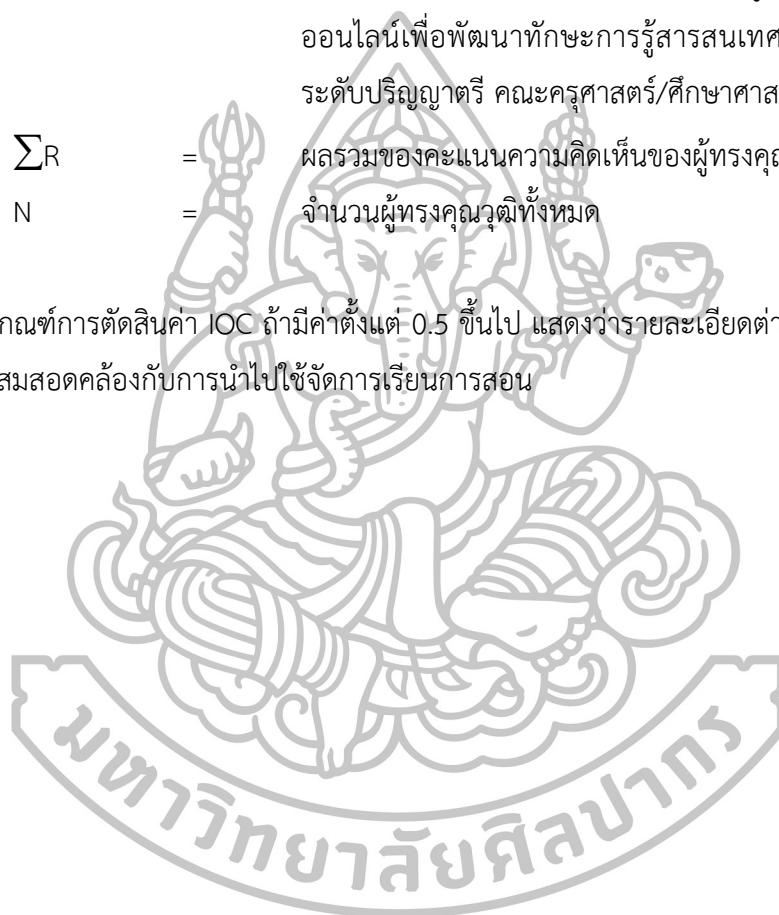 ออนไลน์เพื่อพัฒนาทักษะการรู้สารสนเทศ
ระดับปริญญาตรี คณะครุศาสตร์/ศึกษาศาส
∑R = ผลรวมของคะแนนความคิดเห็นของผู้ทรงคุณ
N = จำนวนผู้ทรงคุณวุฒิทั้งหมด
กณฑ์การตัดสินค่า IOC ถ้ามีค่าตั้งแต่ 0.5 ขึ้นไป แสดงว่ารายละเอียดต่า
สมสอดคล้องกับการนำไปใช้จัดการเรียนการสอน
มหาวิทยาลัยศิลปากร